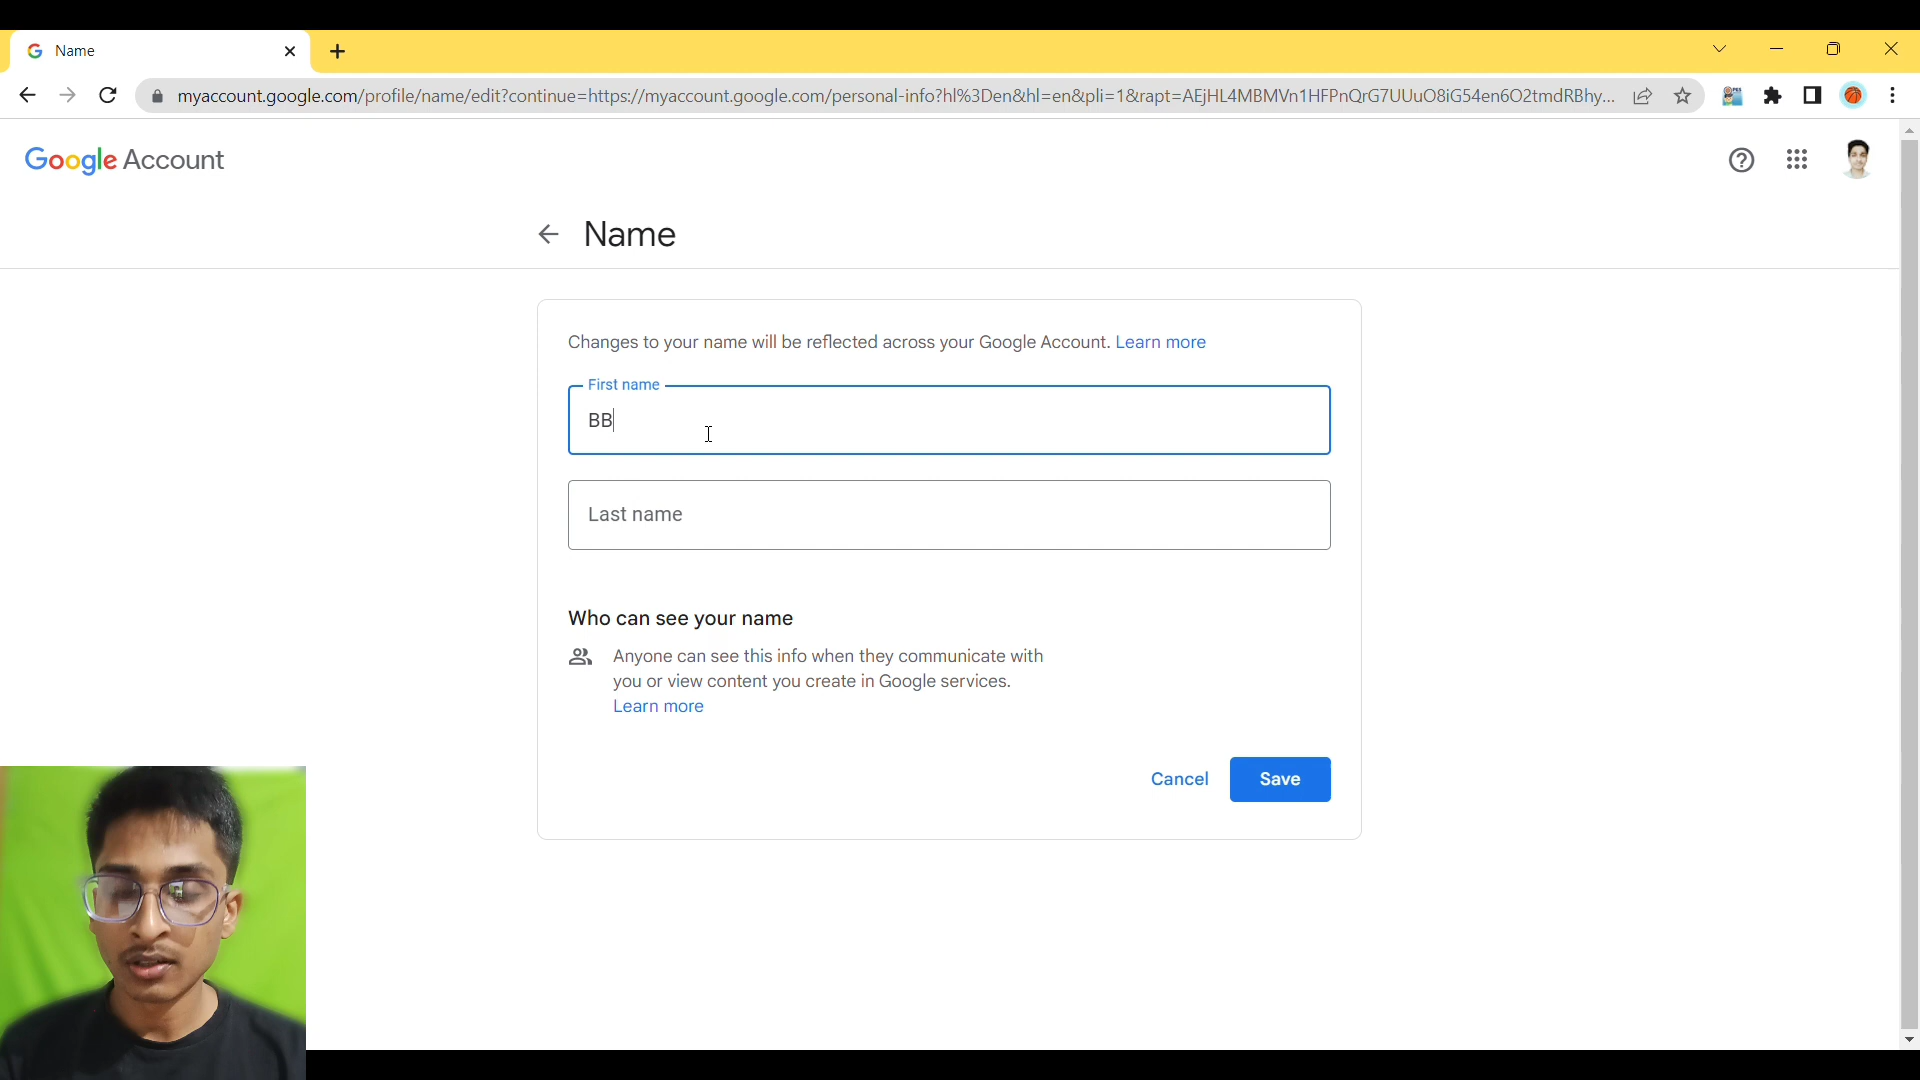 Name
myaccount.google.com/profile/name/edit?continue=https://myaccount.google.com/personal-info?hl%3Den&hl=en&pli=1&rapt=AEjHL4MBMVn1HFPnQrG7UUuO8iG54en6O2tmdRBhy...
Google Account
Name
Changes to your name will be reflected across your Google Account. Learn more
First name
BB
Last name
Who can see your name
Anyone can see this info when they communicate with
you or view content you create in Google services.
Learn more
Cancel Save